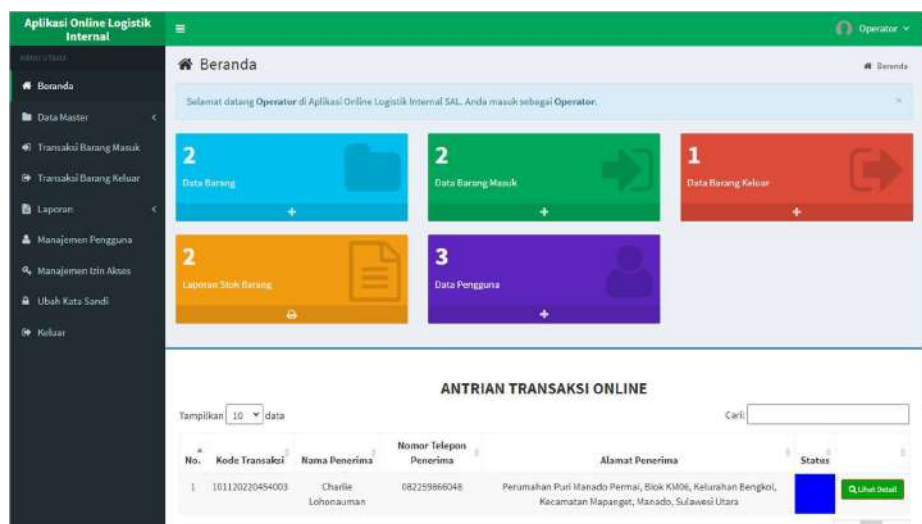 Aplikasi Online Logistik
Internal
Operator
MENU UTAMA
Beranda
Beranda
Beranda
Selamat datang Operator di Aplikasi Online Logistik Internal SAL. Anda masuk sebagai Operator.
×
Data Master
Transaksi Barang Masuk
Transaksi Barang Keluar
Laporan
Manajemen Pengguna
Manajemen Izin Akses
Ubah Kata Sandi
Keluar
2
Data Barang
2
Data Barang Masuk
1
Data Barang Keluar
2
Laporan Stok Barang
3
Data Pengguna
ANTRIAN TRANSAKSI ONLINE
Tampilkan 10 data
Cari:
No. Kode Transaksi Nama Penerima Nomor Telepon Penerima Alamat Penerima Status
1 101120220454003 Charlie Lohonauman 082259866048 Perumahan Puri Manado Permai, Blok KM06, Kelurahan Bengkol,
Kecamatan Mapanget, Manado, Sulawesi Utara
Lihat Detail